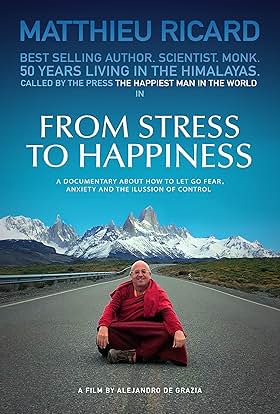 MATTHIEU RICARD
BEST SELLING AUTHOR. SCIENTIST. MONK.
50 YEARS LIVING IN THE HIMALAYAS.
CALLED BY THE PRESS THE HAPPIEST MAN IN THE WORLD
IN
FROM STRESS
TO HAPPINESS
A DOCUMENTARY ABOUT HOW TO LET GO FEAR,
ANXIETY AND THE ILUSSION OF CONTROL
A FILM BY ALEJANDRO DE GRAZIA